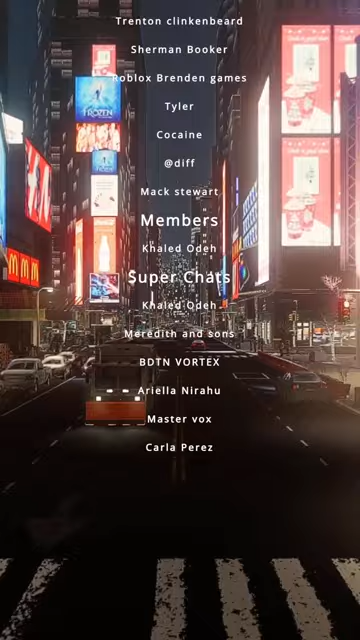 Trenton clinkenbeard
Sherman Booker
Roblox Brenden games
Tyler
Cocaine
@diff
Mack stewart
Members
Khaled Odeh
Super Chats
Khaled Odeh
Meredith and sons
BDTN VORTEX
Ariella Nirahu
Master vox
Carla Perez
FROZEN